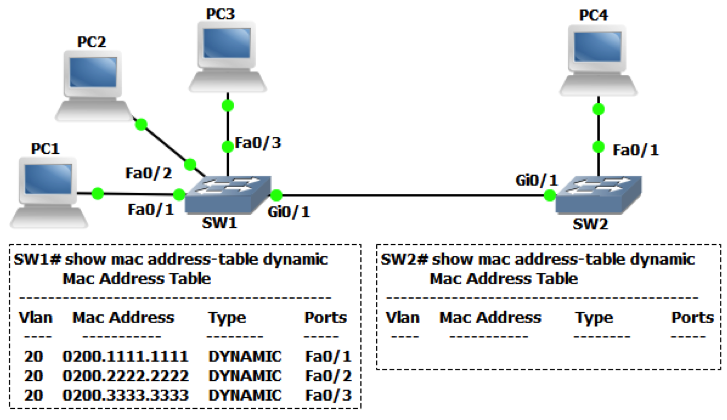 PC3
PC4
PC2
PC1
Fa0/3
Fa0/1
Fa0/2
Gi0/1
Fa0/1
Gi0/1
SW1
SW2
SW1# show mac address-table dynamic
Mac Address Table
-------------------------------------------
Vlan Mac Address Type Ports
---- ----------- -------- -----
20 0200.1111.1111 DYNAMIC Fa0/1
20 0200.2222.2222 DYNAMIC Fa0/2
20 0200.3333.3333 DYNAMIC Fa0/3
SW2# show mac address-table dynamic
Mac Address Table
-------------------------------------------
Vlan Mac Address Type Ports
---- ----------- -------- -----